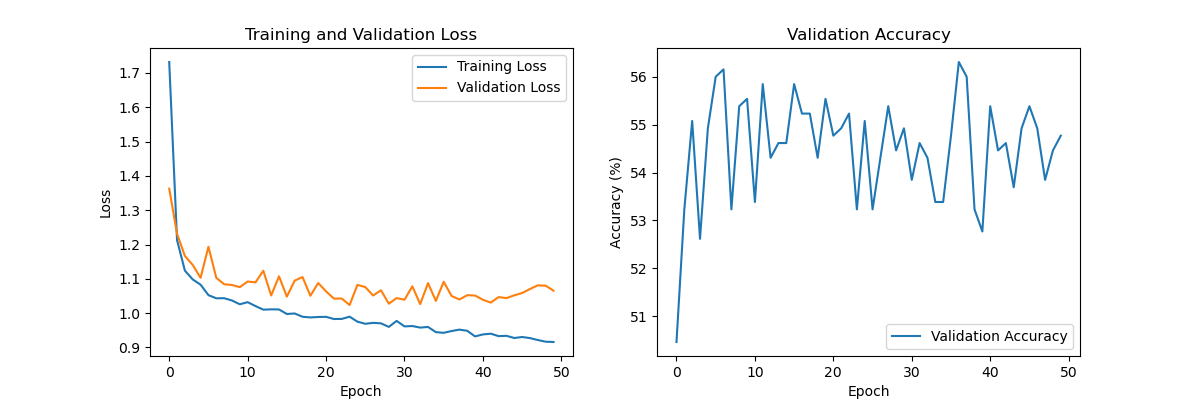 Training and Validation Loss
Training Loss
Validation Loss
1.7
1.6
1.5
1.4
1.3
1.2
1.1
1.0
0.9
Loss
0 10 20 30 40 50
Epoch
Validation Accuracy
56
55
54
53
52
51
Accuracy (%)
Validation Accuracy
0 10 20 30 40 50
Epoch